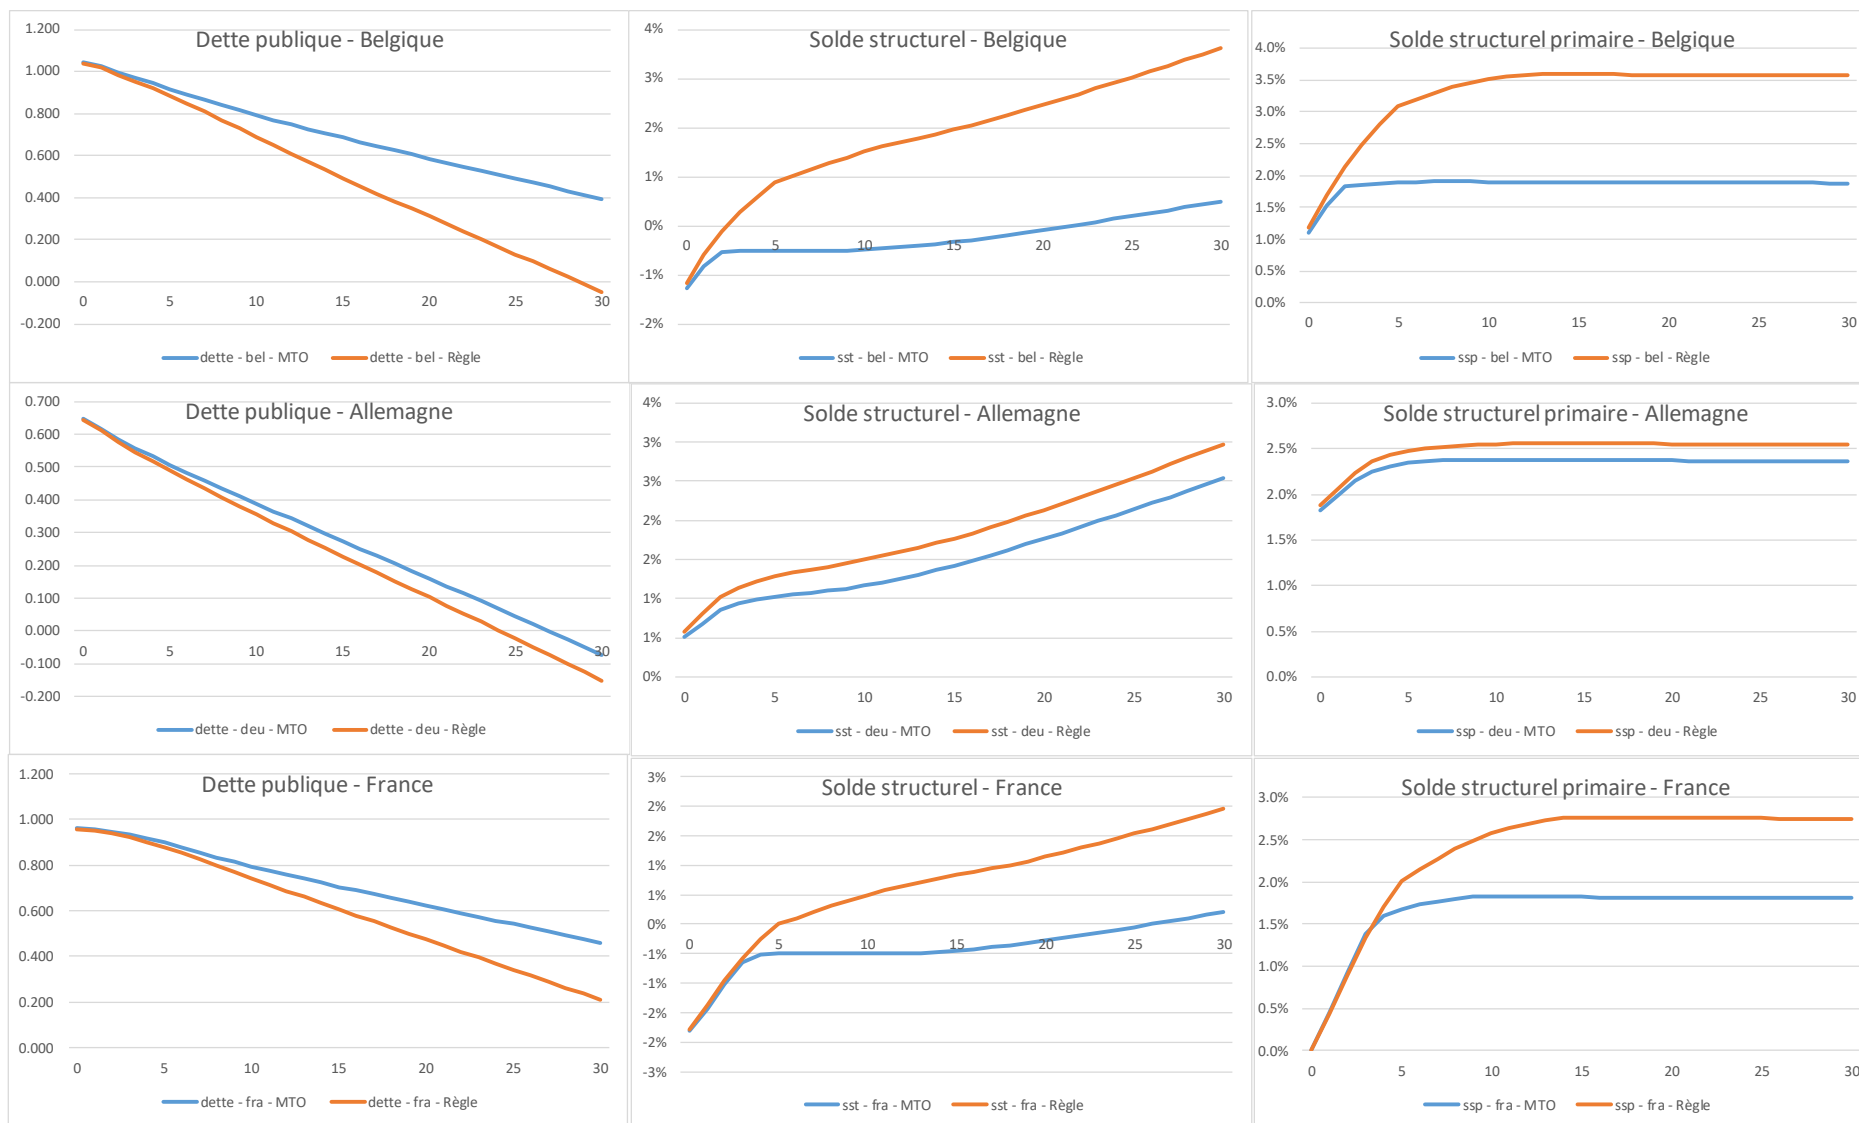 Dette publique - Belgique
1.200
1.000
0.800
0.600
0.400
0.200
0.000
-0.200
0 5 10 15 20 25 30
dette - bel - MTO dette - bel - Règle
Solde structurel - Belgique
4%
3%
2%
1%
0%
-1%
-2%
0 5 10 15 20 25 30
sst - bel - MTO sst - bel - Règle
Solde structurel primaire - Belgique
4.0%
3.5%
3.0%
2.5%
2.0%
1.5%
1.0%
0.5%
0.0%
0 5 10 15 20 25 30
ssp - bel - MTO ssp - bel - Règle
Dette publique - Allemagne
0.700
0.600
0.500
0.400
0.300
0.200
0.100
0.000
-0.100
-0.200
0 5 10 15 20 25 30
dette - deu - MTO dette - deu - Règle
Solde structurel - Allemagne
4%
3%
3%
2%
2%
1%
1%
0%
0 5 10 15 20 25 30
sst - deu - MTO sst - deu - Règle
Solde structurel primaire - Allemagne
3.0%
2.5%
2.0%
1.5%
1.0%
0.5%
0.0%
0 5 10 15 20 25 30
ssp - deu - MTO ssp - deu - Règle
Dette publique - France
1.200
1.000
0.800
0.600
0.400
0.200
0.000
0 5 10 15 20 25 30
dette - fra - MTO dette - fra - Règle
Solde structurel - France
3%
2%
2%
1%
1%
0%
-1%
-1%
-2%
-2%
-3%
0 5 10 15 20 25 30
sst - fra - MTO sst - fra - Règle
Solde structurel primaire - France
3.0%
2.5%
2.0%
1.5%
1.0%
0.5%
0.0%
0 5 10 15 20 25 30
ssp - fra - MTO ssp - fra - Règle